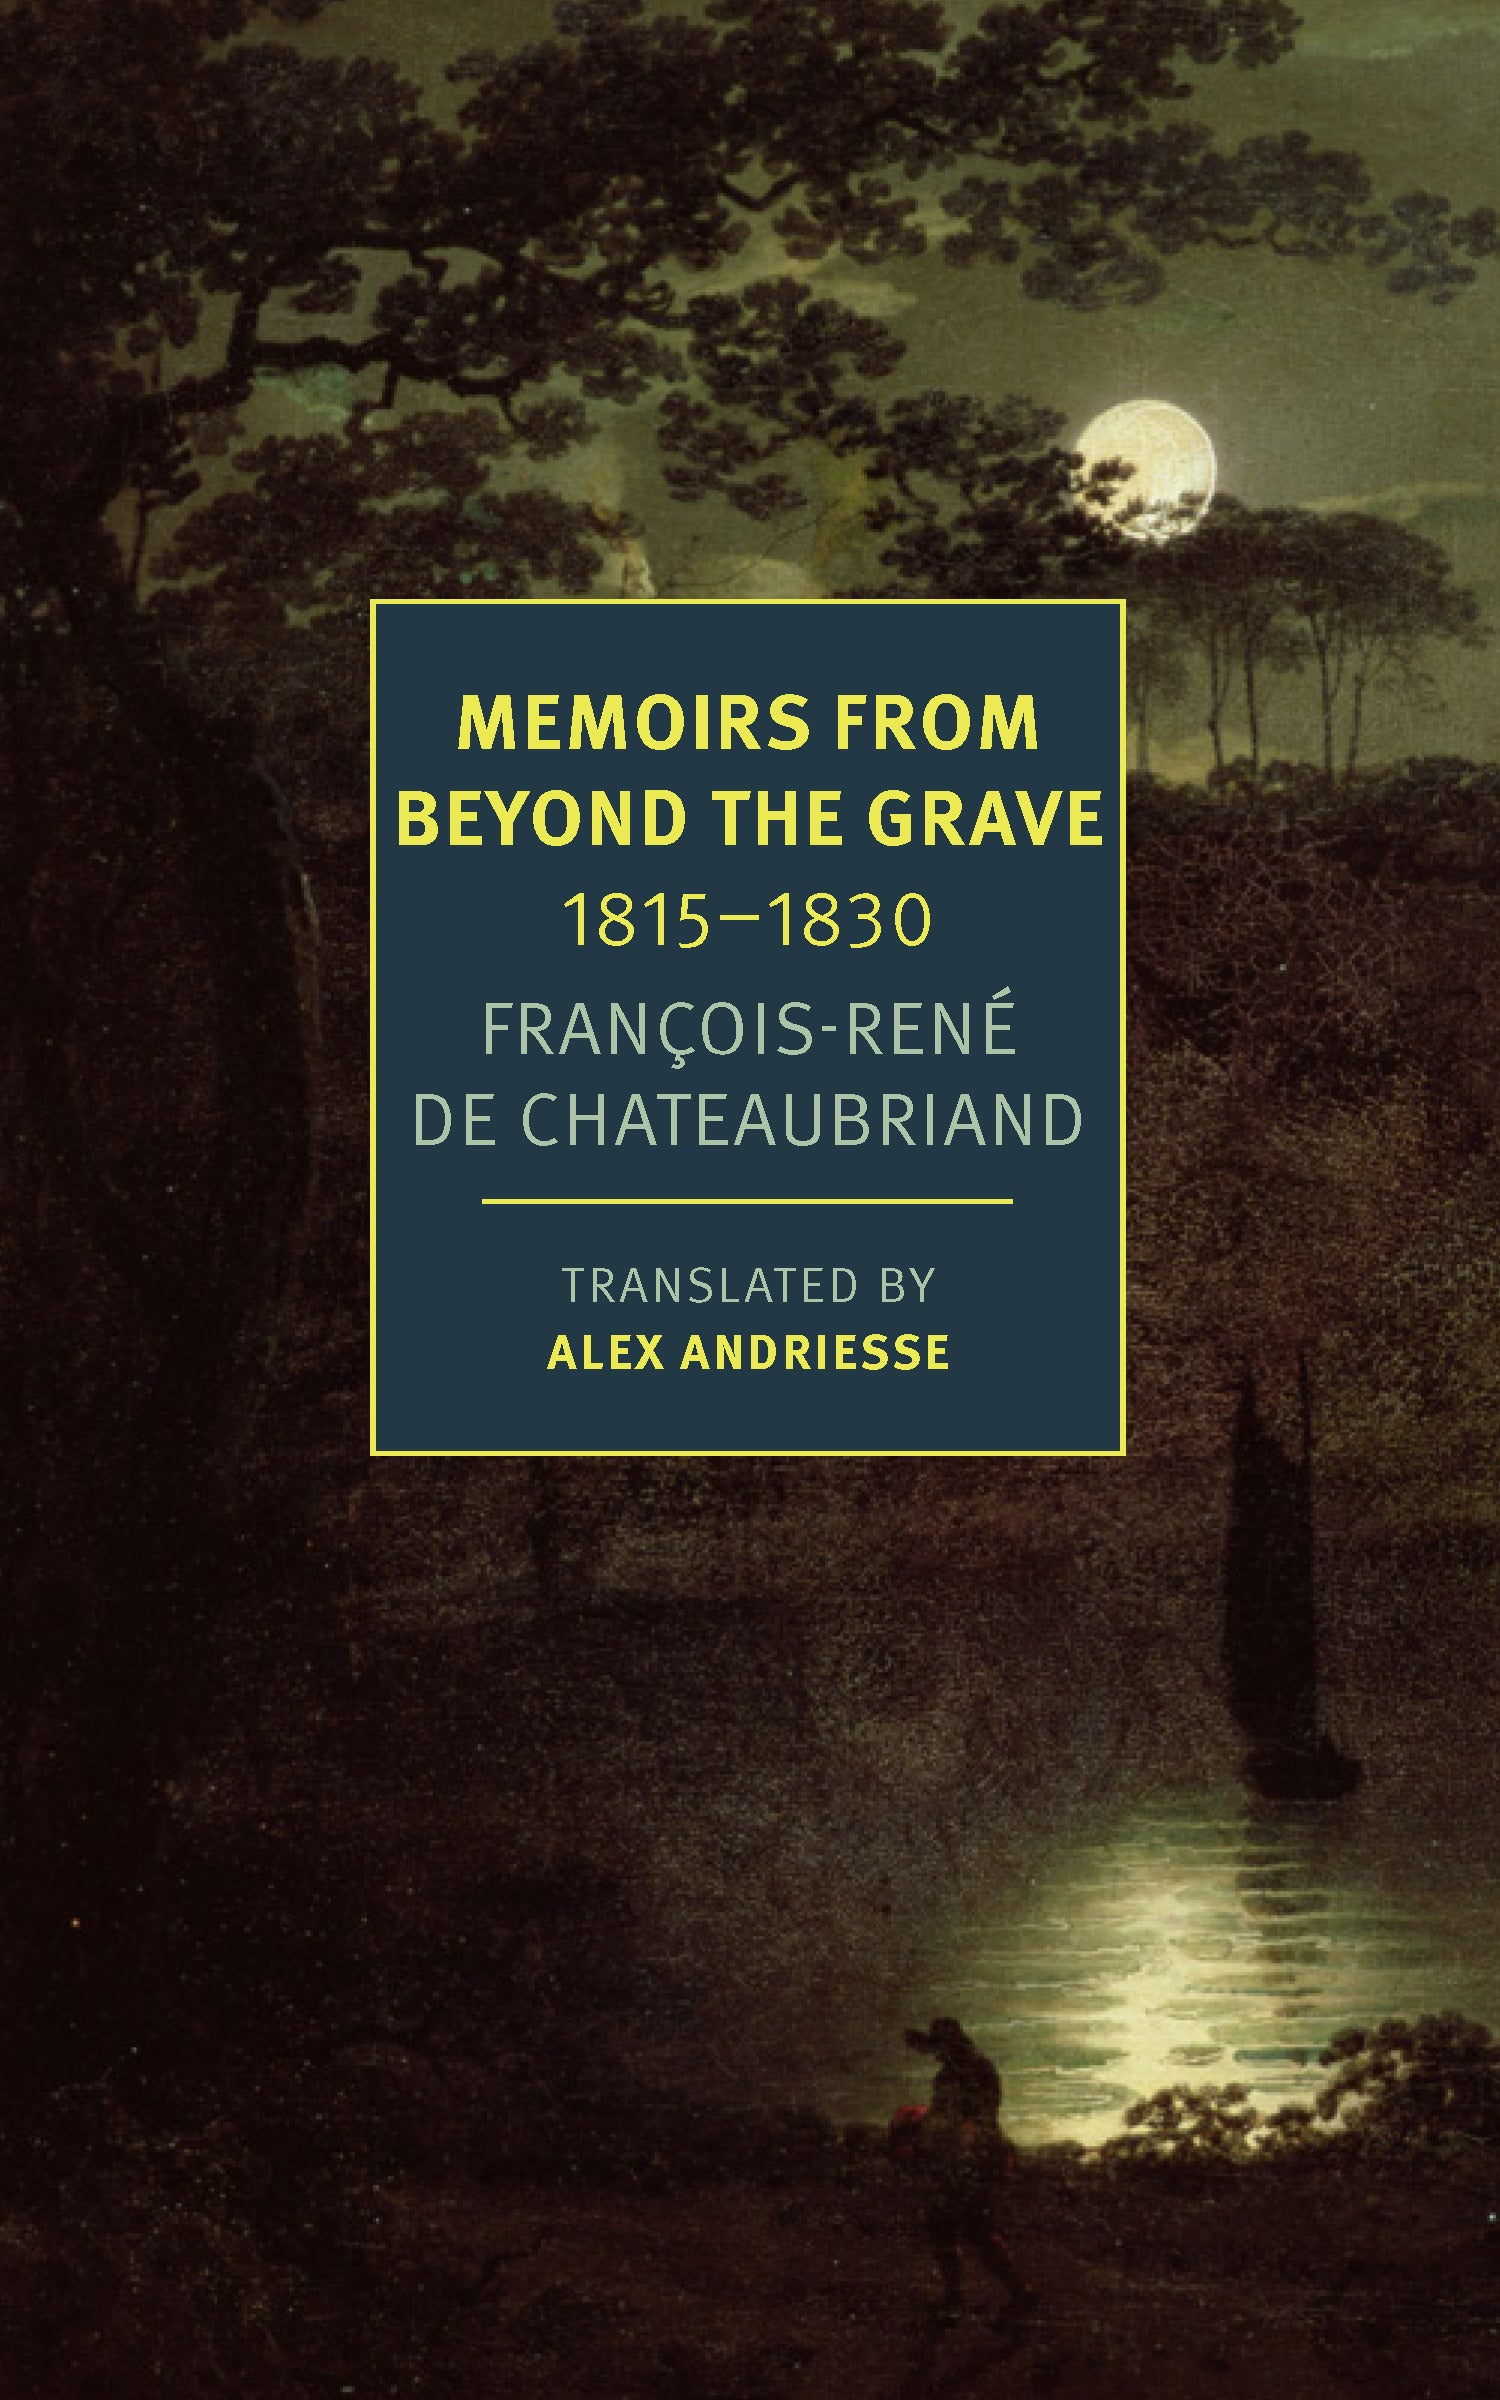 MEMOIRS FROM
BEYOND THE GRAVE
1815–1830
FRANÇOIS-RENÉ
DE CHATEAUBRIAND
TRANSLATED BY
ALEX ANDRIESSE